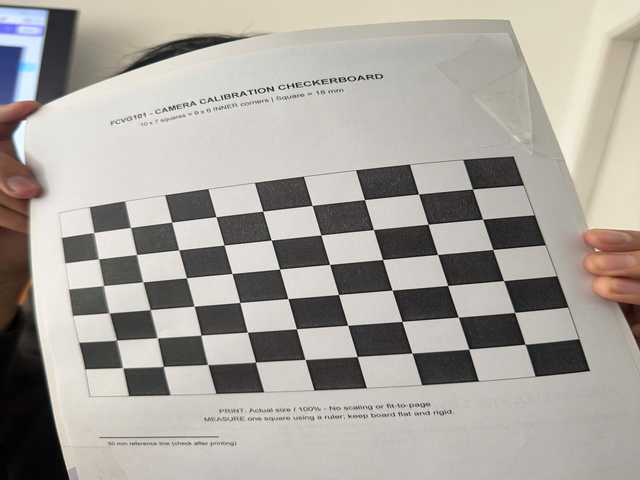 FCVG101 - CAMERA CALIBRATION CHECKERBOARD
10 x 7 squares = 9 x 6 INNER corners | Square = 18 mm
PRINT: Actual size / 100% - No scaling or fit-to-page
MEASURE one square using a ruler; keep board flat and rigid.
50 mm reference line (check after printing)